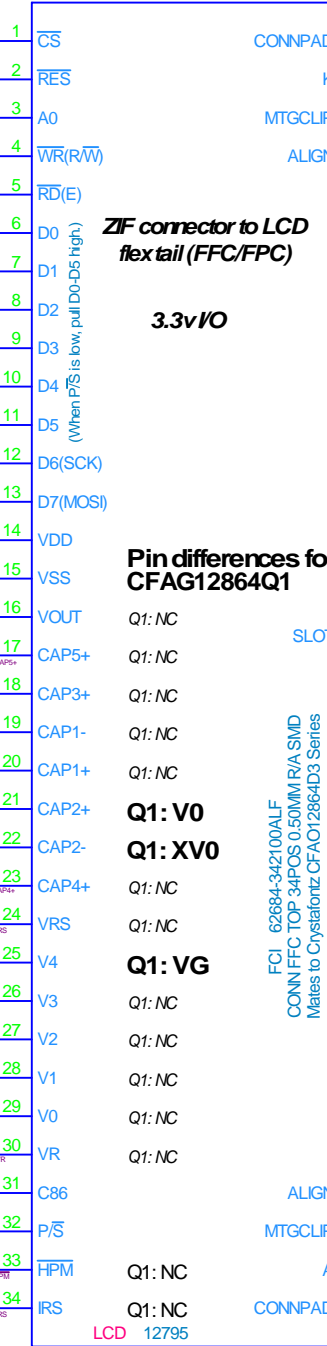 1 CS CONNPAD
2 RES K
3 A0 MTGCLIP
4 WR(R/W) ALIGN
5 RD(E)
6 D0 ZIF connector to LCD
flex tail (FFC/FPC)
7 D1
8 D2 3.3v I/O
9 D3
10 D4
11 D5
(When P/S is low, pull D0-D5 high.)
12 D6(SCK)
13 D7(MOSI)
14 VDD
Pin differences fo
15 VSS CFAG12864Q1
16 VOUT Q1: NC
SLOT
17 CAP5+ Q1: NC
AP5+
18 CAP3+ Q1: NC
19 CAP1- Q1: NC
20 CAP1+ Q1: NC
21 CAP2+ Q1: V0
22 CAP2- Q1: XV0
23 CAP4+ Q1: NC
AP4+
24 VRS Q1: NC
RS
25 V4 Q1: VG
26 V3 Q1: NC
27 V2 Q1: NC
28 V1 Q1: NC
29 V0 Q1: NC
30 VR Q1: NC
FCI 62684-342100ALF
CONN FFC TOP 34POS 0.50MM R/A SMD
Mates to Crystafontz CFAO12864D3 Series
31 C86 ALIGN
32 P/S MTGCLIP
33 HPM Q1: NC A
34 IRS Q1: NC CONNPAD
RS
LCD 12795